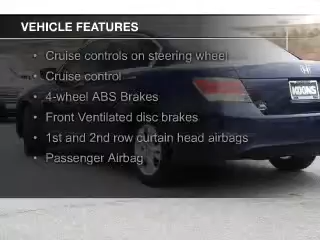 VEHICLE FEATURES
• Cruise controls on steering wheel
• Cruise control
• 4-wheel ABS Brakes
• Front Ventilated disc brakes
• 1st and 2nd row curtain head airbags
• Passenger Airbag
KOONS